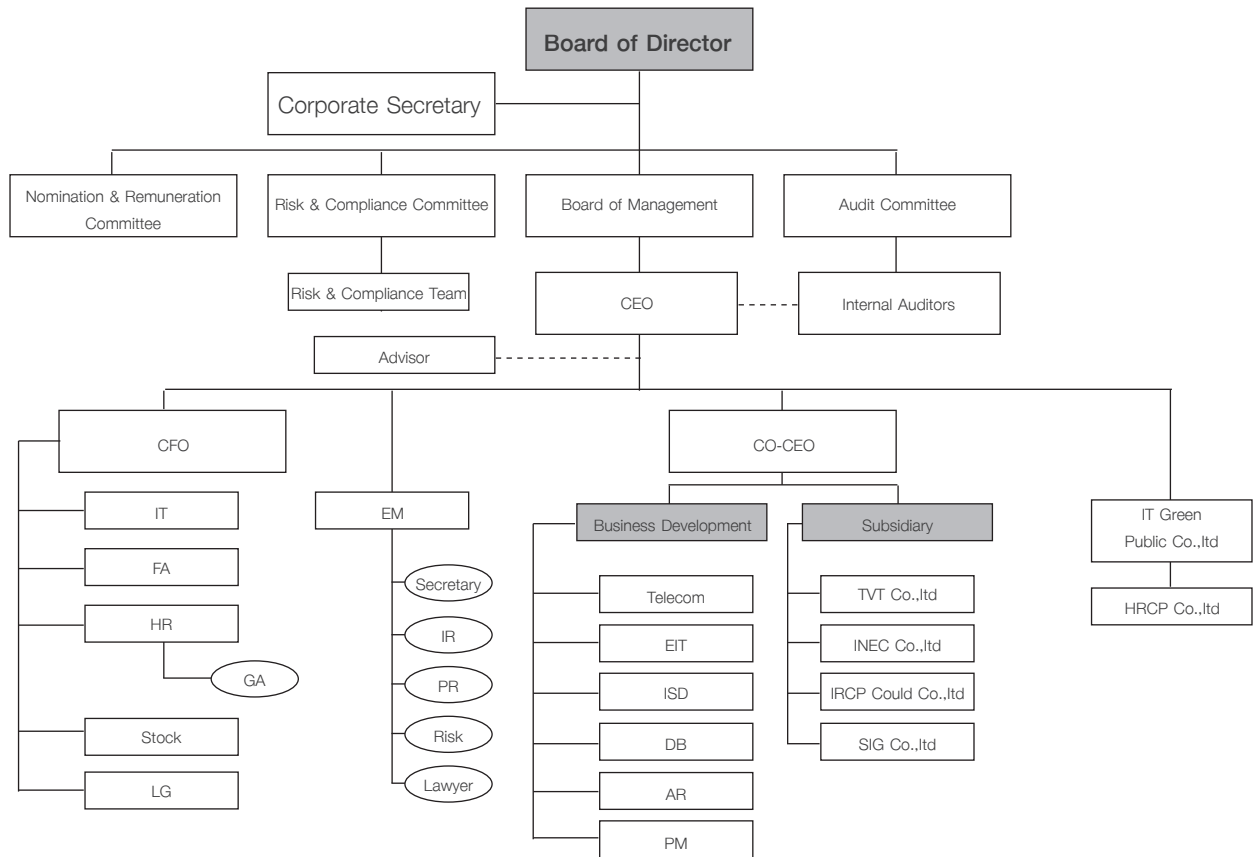 Board of Director
Corporate Secretary
Nomination & Remuneration
Committee
Risk & Compliance Committee
Board of Management
Audit Committee
Risk & Compliance Team
CEO
Internal Auditors
Advisor
CFO
CO-CEO
IT
EM
Business Development
Subsidiary
IT Green
Public Co.,ltd
FA
Secretary
Telecom
TVT Co.,ltd
HRCP Co.,ltd
HR
IR
EIT
INEC Co.,ltd
GA
PR
ISD
IRCP Could Co.,ltd
Stock
Risk
DB
SIG Co.,ltd
LG
Lawyer
AR
PM